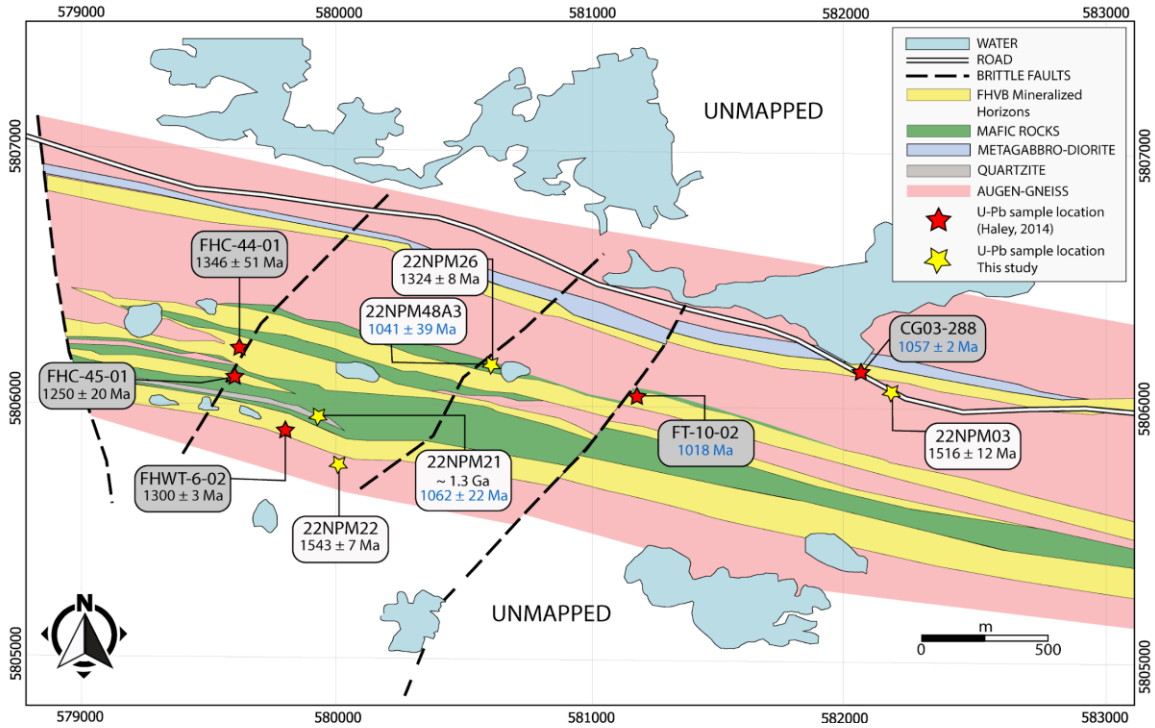 579000
580000
581000
582000
583000
5807000
5806000
5805000
5807000
5806000
5805000
UNMAPPED
WATER
ROAD
BRITTLE FAULTS
FHVB Mineralized
Horizons
MAFIC ROCKS
METAGABBRO-DIORITE
QUARTZITE
AUGEN-GNEISS
U-Pb sample location
(Haley, 2014)
U-Pb sample location
This study
FHC-44-01
1346 ± 51 Ma
22NPM26
1324 ± 8 Ma
22NPM48A3
1041 ± 39 Ma
CG03-288
1057 ± 2 Ma
FHC-45-01
1250 ± 20 Ma
FT-10-02
1018 Ma
22NPM03
1516 ± 12 Ma
FHWT-6-02
1300 ± 3 Ma
22NPM21
~ 1.3 Ga
1062 ± 22 Ma
22NPM22
1543 ± 7 Ma
UNMAPPED
N
m
0
500
579000
580000
581000
582000
583000